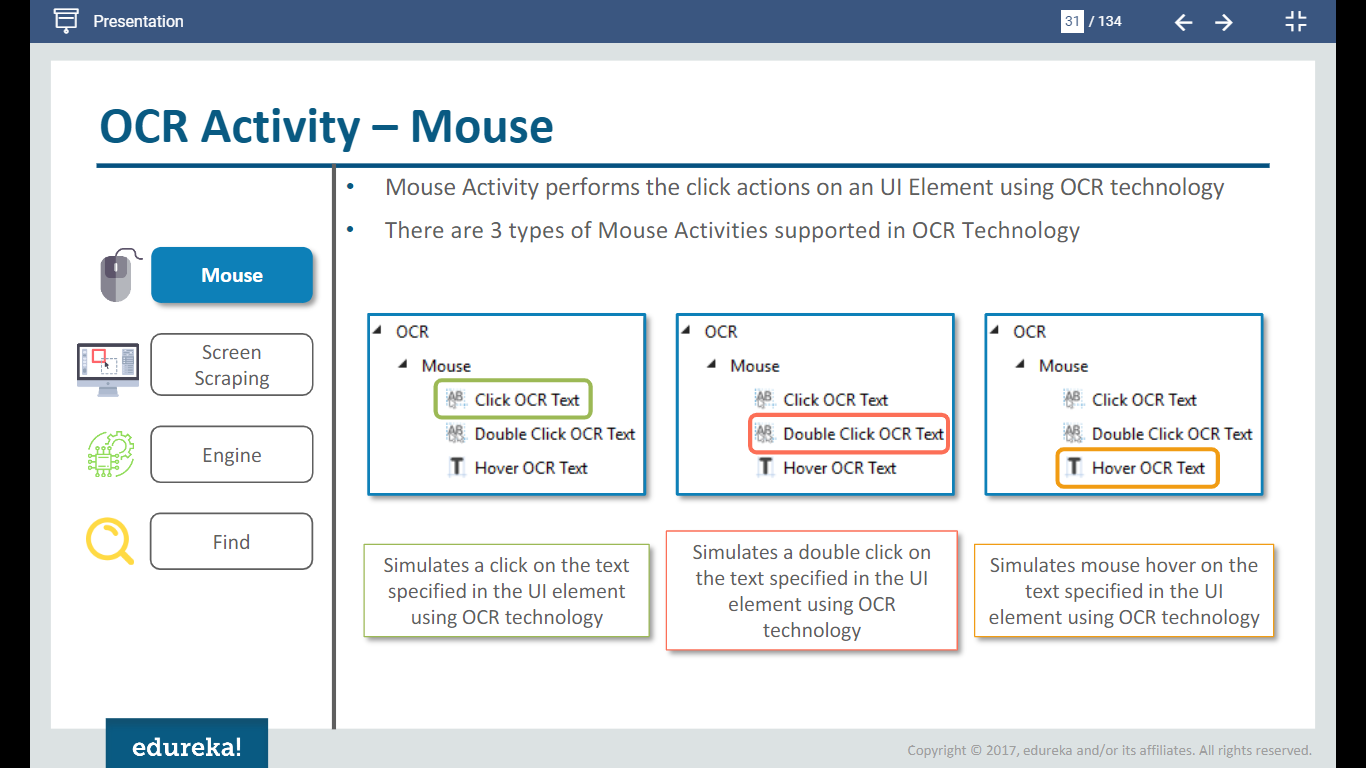 Presentation
31 / 134
OCR Activity – Mouse
• Mouse Activity performs the click actions on an UI Element using OCR technology
• There are 3 types of Mouse Activities supported in OCR Technology
Mouse
Screen
Scraping
Engine
Find
OCR
Mouse
Click OCR Text
Double Click OCR Text
Hover OCR Text
OCR
Mouse
Click OCR Text
Double Click OCR Text
Hover OCR Text
OCR
Mouse
Click OCR Text
Double Click OCR Text
Hover OCR Text
Simulates a click on the text
specified in the UI element
using OCR technology
Simulates a double click on
the text specified in the UI
element using OCR
technology
Simulates mouse hover on the
text specified in the UI
element using OCR technology
edureka!
Copyright © 2017, edureka and/or its affiliates. All rights reserved.